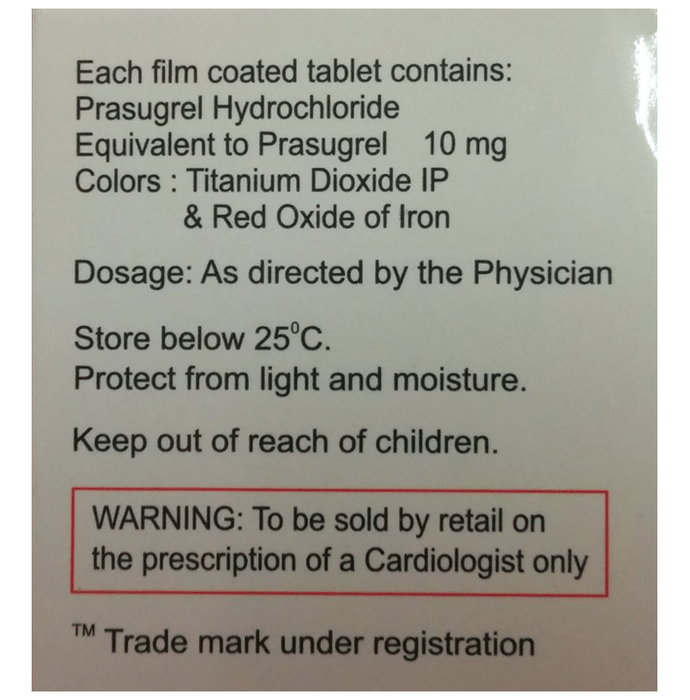 Each film coated tablet contains:
Prasugrel Hydrochloride
Equivalent to Prasugrel 10 mg
Colors : Titanium Dioxide IP
& Red Oxide of Iron
Dosage: As directed by the Physician
Store below 25⁰C.
Protect from light and moisture.
Keep out of reach of children.
WARNING: To be sold by retail on
the prescription of a Cardiologist only
™ Trade mark under registration